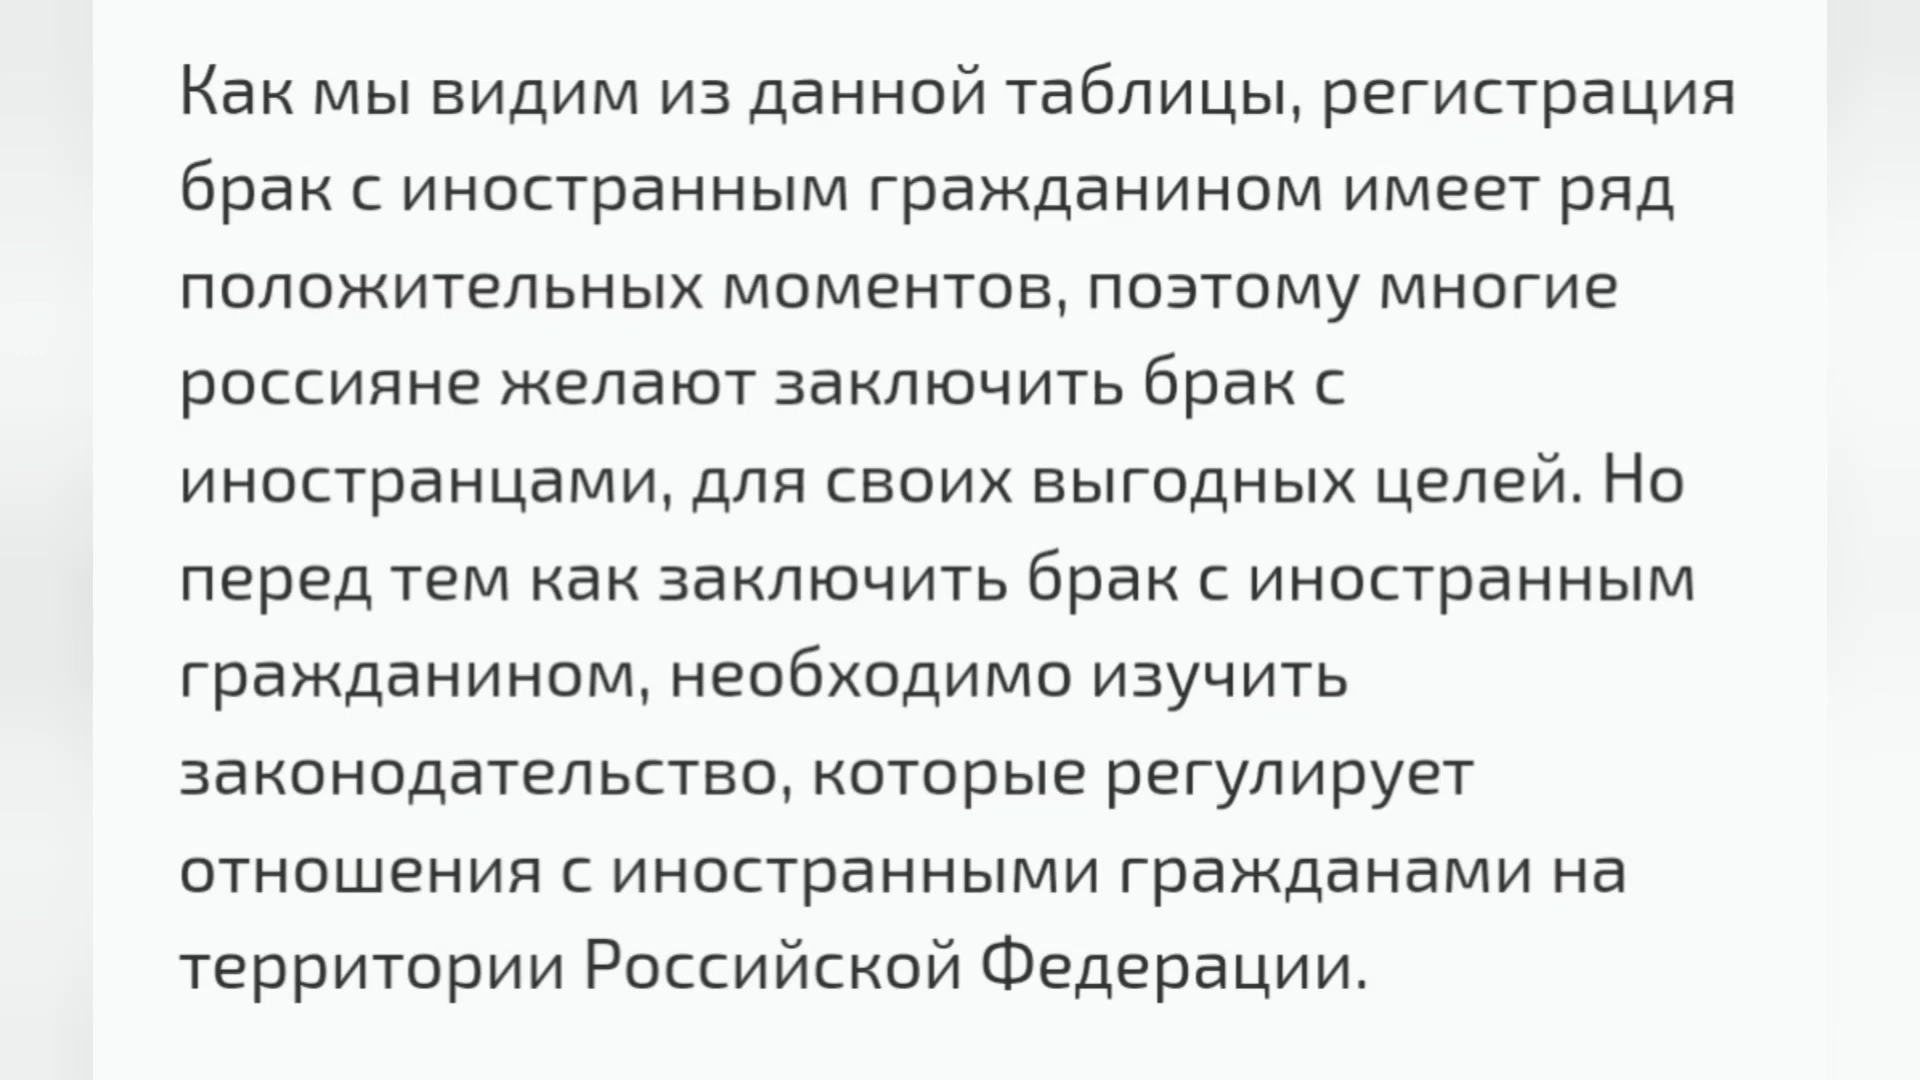 Как мы видим из данной таблицы, регистрация
брак с иностранным гражданином имеет ряд
положительных моментов, поэтому многие
россияне желают заключить брак с
иностранцами, для своих выгодных целей. Но
перед тем как заключить брак с иностранным
гражданином, необходимо изучить
законодательство, которые регулирует
отношения с иностранными гражданами на
территории Российской Федерации.